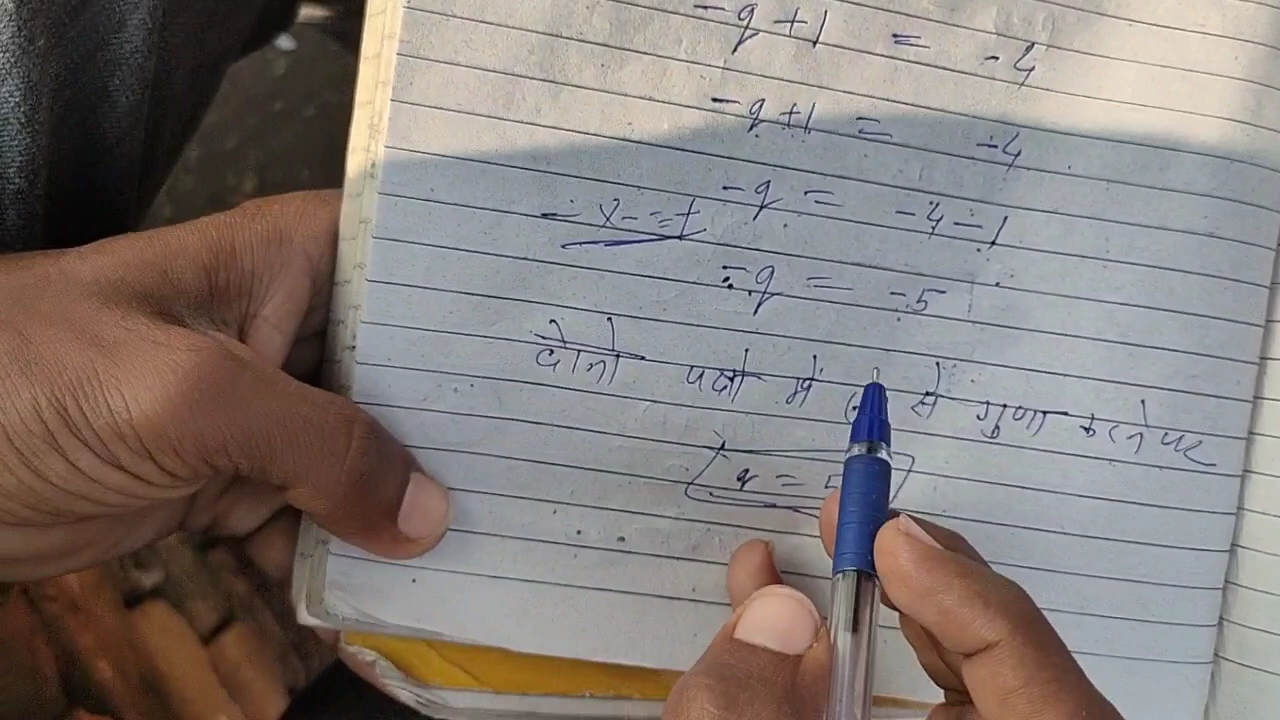 -q +1 = -4
-q +1 = -4
-q = -4 -1
- x - = +
-q = -5
दोनो पक्षो में से गुणा करने पर
q = 5